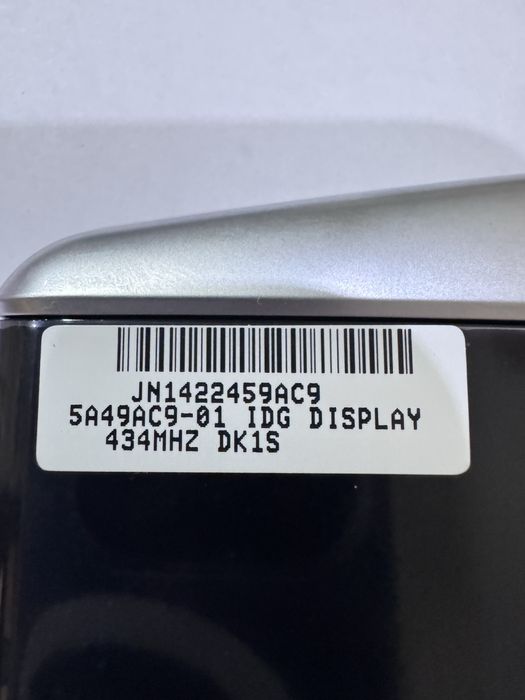 JN1422459AC9
5A49AC9-01 IDG DISPLAY
434MHZ DK1S